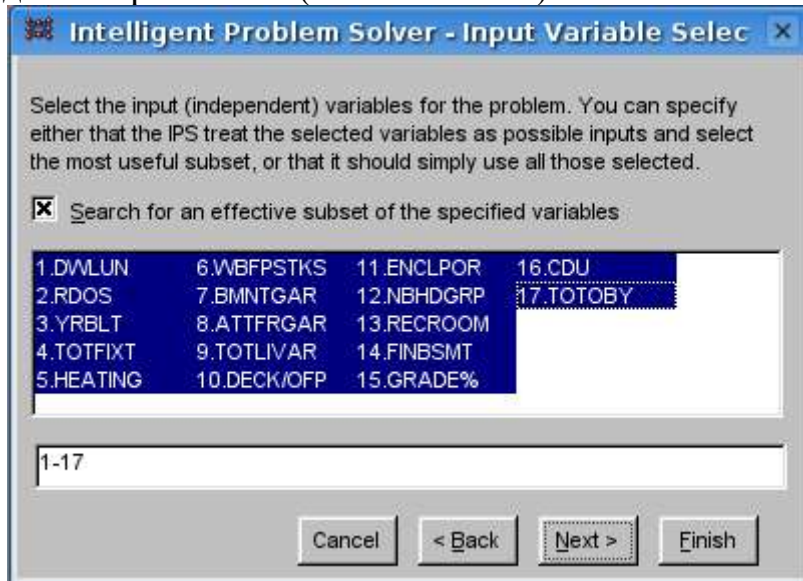 Intelligent Problem Solver - Input Variable Selec
Select the input (independent) variables for the problem. You can specify
either that the IPS treat the selected variables as possible inputs and select
the most useful subset, or that it should simply use all those selected.
Search for an effective subset of the specified variables
1.DWLUN 6.WBFPSTKS 11.ENCLPOR 16.CDU
2.RDOS 7.BMNTGAR 12.NBHDGRP 17.TOTOBY
3.YRBLT 8.ATTFRGAR 13.RECROOM
4.TOTFIXT 9.TOTLIVAR 14.FINBSMT
5.HEATING 10.DECK/OFP 15.GRADE%
1-17
Cancel < Back Next > Finish